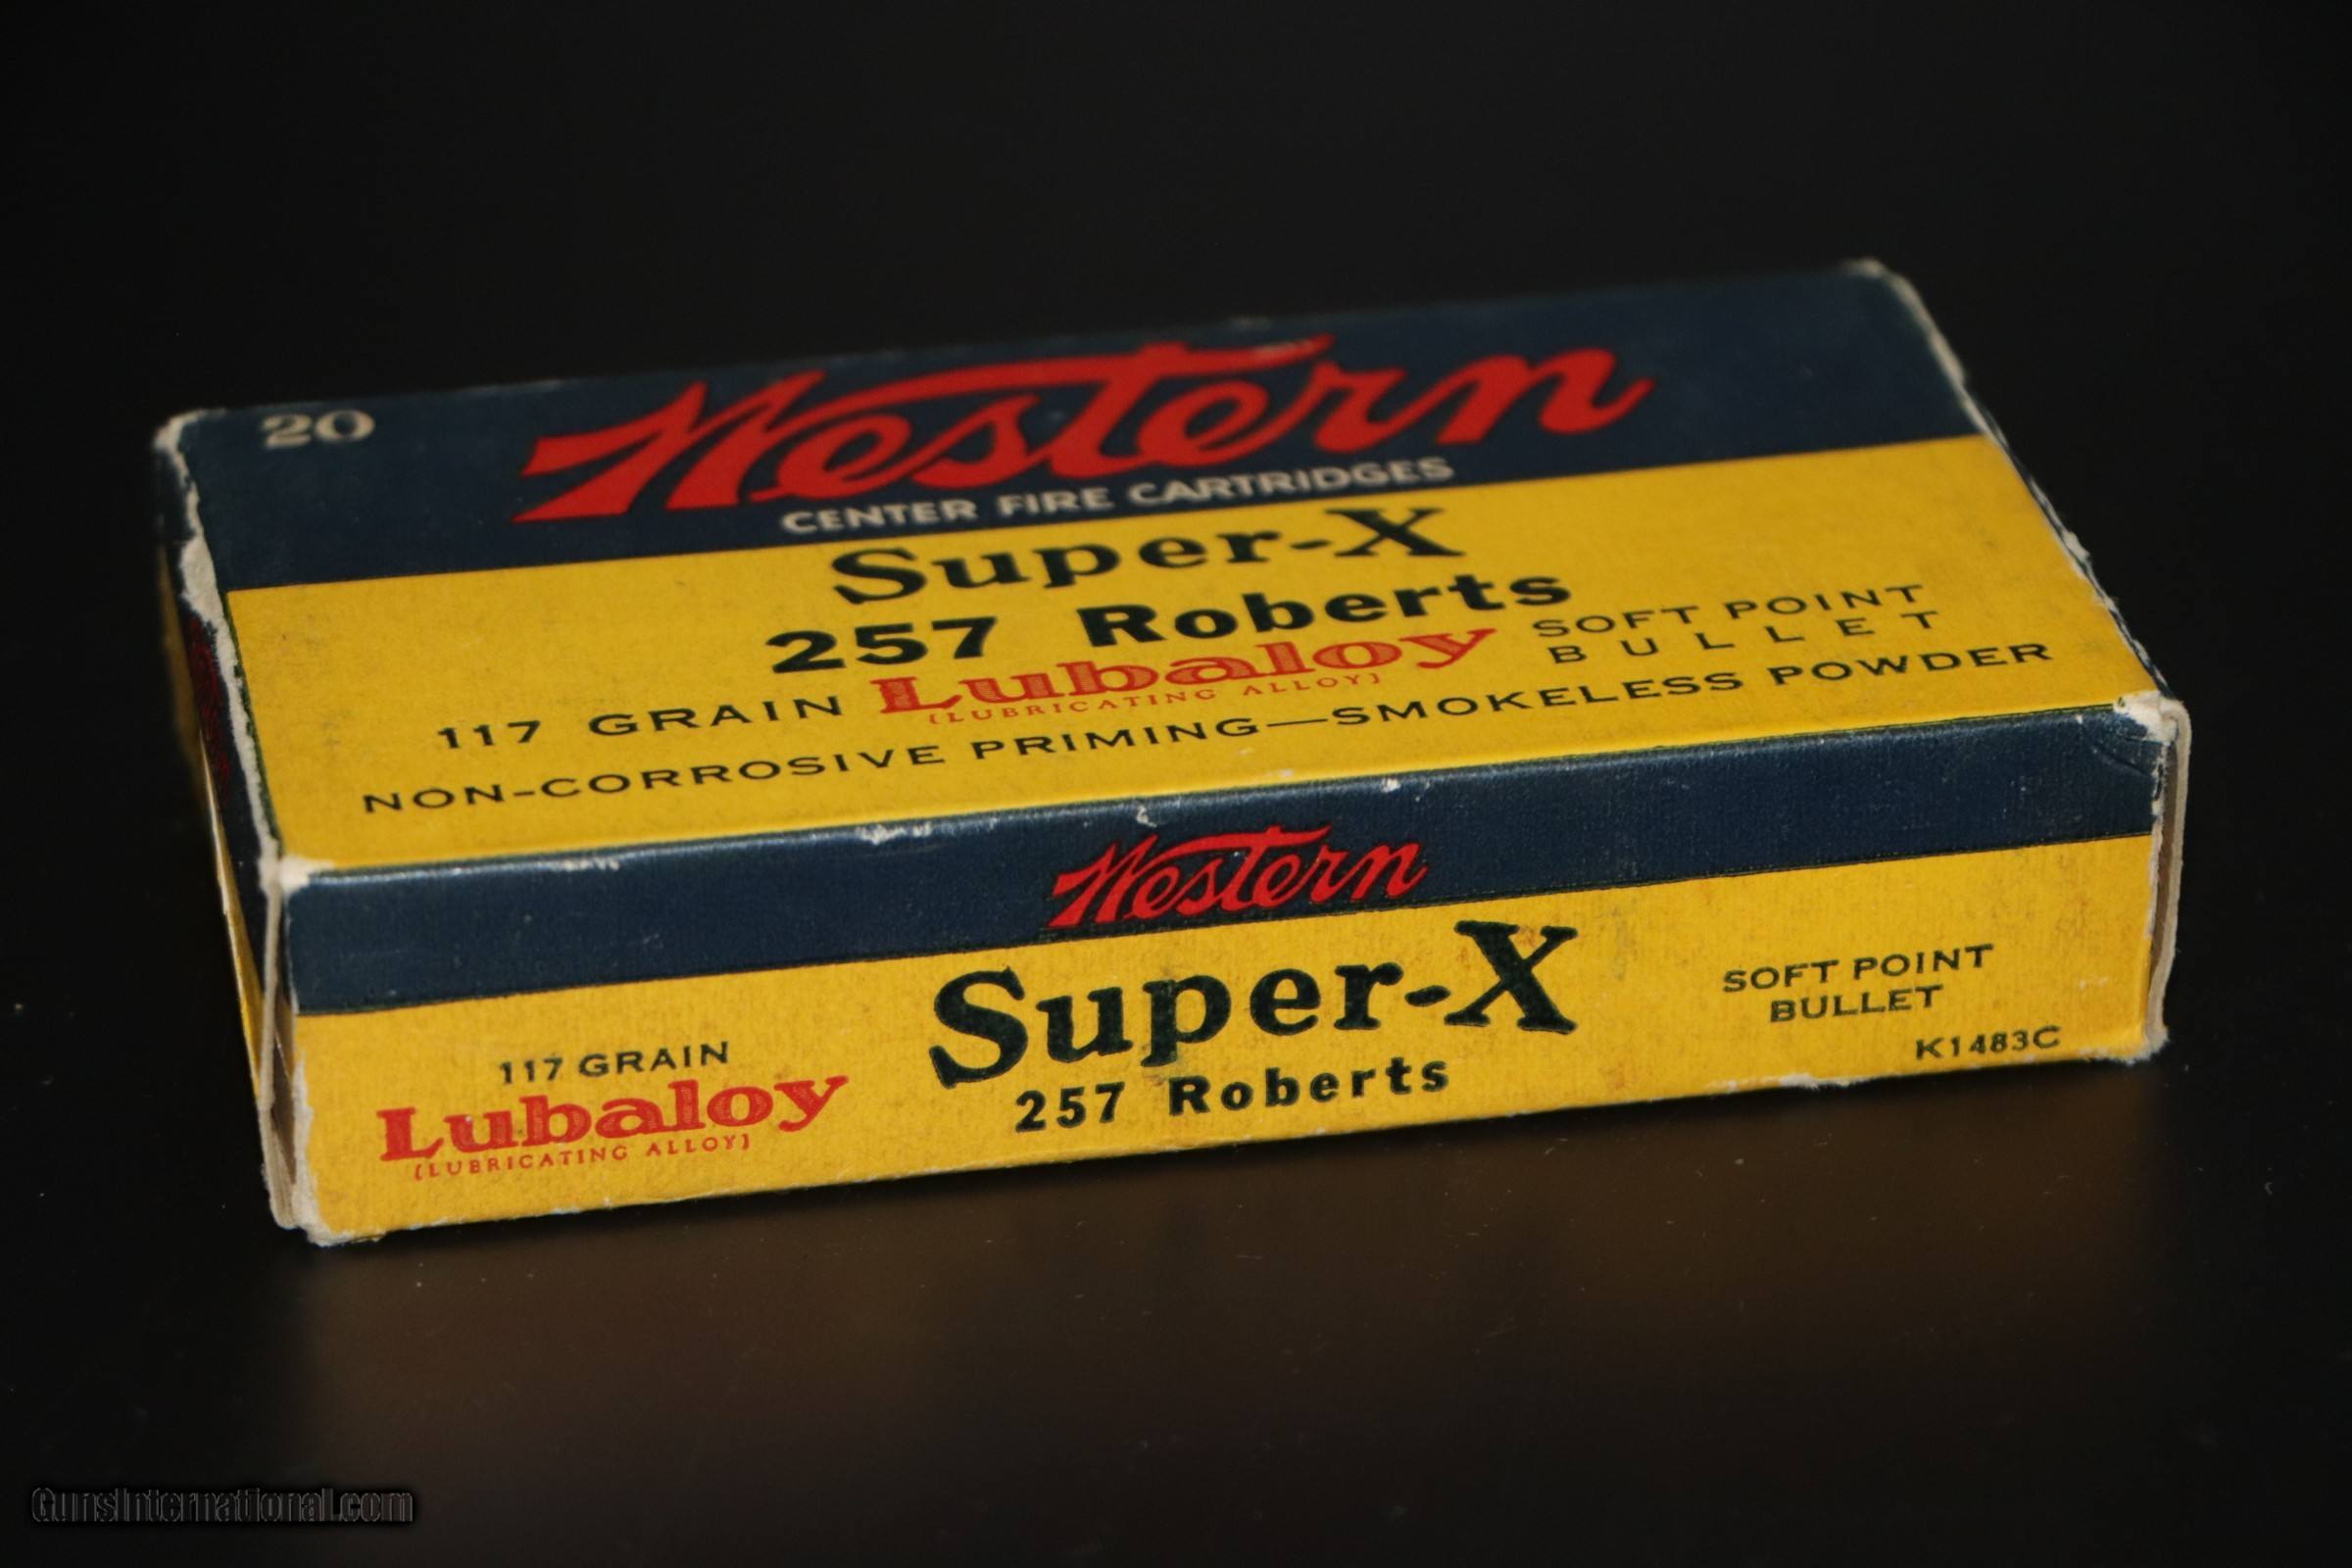 20
Western
CENTER FIRE CARTRIDGES
Super-X
257 Roberts
117 GRAIN Lubaloy SOFT POINT BULLET
[LUBRICATING ALLOY]
NON-CORROSIVE PRIMING—SMOKELESS POWDER
Western
Super-X
257 Roberts
117 GRAIN
Lubaloy
[LUBRICATING ALLOY]
SOFT POINT
BULLET
K1483C
GunsInternational.com